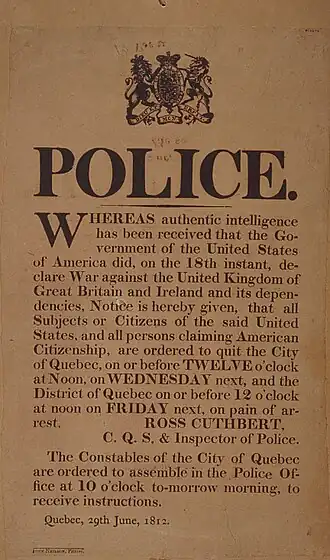 POLICE.
WHEREAS authentic intelligence
has been received that the Go-
vernment of the United States
of America did, on the 18th instant, de-
clare War against the United Kingdom of
Great Britain and Ireland and its depen-
dencies, Notice is hereby given, that all
Subjects or Citizens of the said United
States, and all persons claiming American
Citizenship, are ordered to quit the City
of Quebec, on or before TWELVE o'clock
at Noon, on WEDNESDAY next, and the
District of Quebec on or before 12 o'clock
at noon on FRIDAY next, on pain of ar-
rest. ROSS CUTHBERT,
C. Q. S. & Inspector of Police.
The Constables of the City of Quebec
are ordered to assemble in the Police Of-
fice at 10 o'clock to-morrow morning, to
receive instructions.
Quebec, 29th June, 1812.